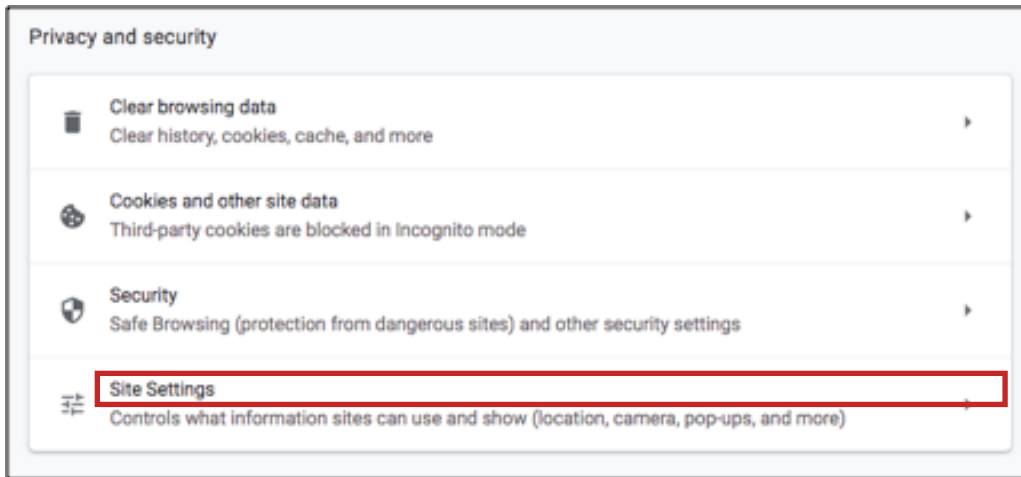 Privacy and security
Clear browsing data
Clear history, cookies, cache, and more
Cookies and other site data
Third-party cookies are blocked in Incognito mode
Security
Safe Browsing (protection from dangerous sites) and other security settings
Site Settings
Controls what information sites can use and show (location, camera, pop-ups, and more)